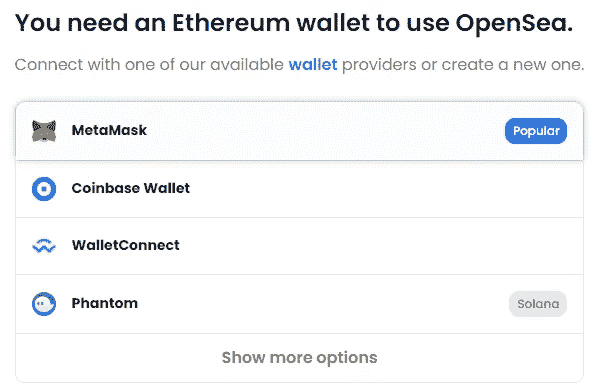 You need an Ethereum wallet to use OpenSea.
Connect with one of our available wallet providers or create a new one.
MetaMask Popular
Coinbase Wallet
WalletConnect
Phantom Solana
Show more options